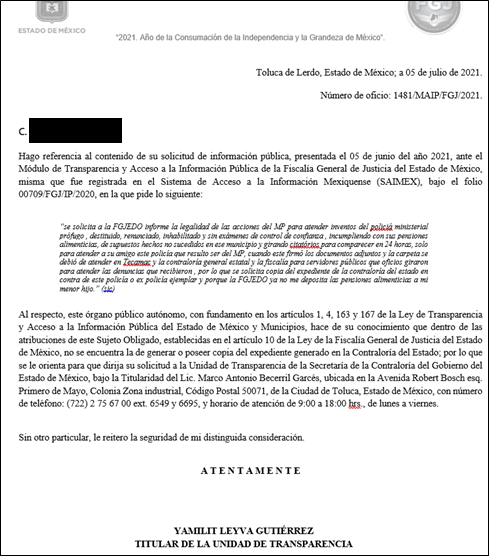 ESTADO DE MÉXICO
FGJ
"2021. Año de la Consumación de la Independencia y la Grandeza de México".
Toluca de Lerdo, Estado de México; a 05 de julio de 2021.
Número de oficio: 1481/MAIP/FGJ/2021.
C.
Hago referencia al contenido de su solicitud de información pública, presentada el 05 de junio del año 2021, ante el
Módulo de Transparencia y Acceso a la Información Pública de la Fiscalía General de Justicia del Estado de México,
misma que fue registrada en el Sistema de Acceso a la Información Mexiquense (SAIMEX), bajo el folio
00709/FGJ/IP/2020, en la que pide lo siguiente:
"se solicita a la FGJEDO informe la legalidad de las acciones del MP para atender inventos del policiá ministerial
prófugo , destituido, renunciado, inhabilitado y sin exámenes de control de confianza , incumpliendo con sus pensiones
alimenticias, de supuestos hechos no sucedidos en ese municipio y girando citatórios para comparecer en 24 horas, solo
para atender a su amigo este policía que resulto ser del MP, cuando este firmó los documentos adjuntos y la carpeta se
debió de atender en Tecamac y la contraloría general estatal y la fiscalía para servidores públicos que oficios giraron
para atender las denuncias que recibieron , por lo que se solicita copia del expediente de la contraloría del estado en
contra de este policía o ex policía ejemplar y porque la FGJEDO ya no me deposita las pensiones alimenticias a mi
menor hijo." (sic)
Al respecto, este órgano público autónomo, con fundamento en los artículos 1, 4, 163 y 167 de la Ley de Transparencia
y Acceso a la Información Pública del Estado de México y Municipios, hace de su conocimiento que dentro de las
atribuciones de este Sujeto Obligado, establecidas en el artículo 10 de la Ley de la Fiscalía General de Justicia del Estado
de México, no se encuentra la de generar o poseer copia del expediente generado en la Contraloría del Estado; por lo que
se le orienta para que dirija su solicitud a la Unidad de Transparencia de la Secretaría de la Contraloría del Gobierno del
Estado de México, bajo la Titularidad del Lic. Marco Antonio Becerril Garcés, ubicada en la Avenida Robert Bosch esq.
Primero de Mayo, Colonia Zona industrial, Código Postal 50071, de la Ciudad de Toluca, Estado de México, con número
de teléfono: (722) 2 75 67 00 ext. 6549 y 6695, y horario de atención de 9:00 a 18:00 hrs., de lunes a viernes.
Sin otro particular, le reitero la seguridad de mi distinguida consideración.
A T E N T A M E N T E
YAMILIT LEYVA GUTIÉRREZ
TITULAR DE LA UNIDAD DE TRANSPARENCIA